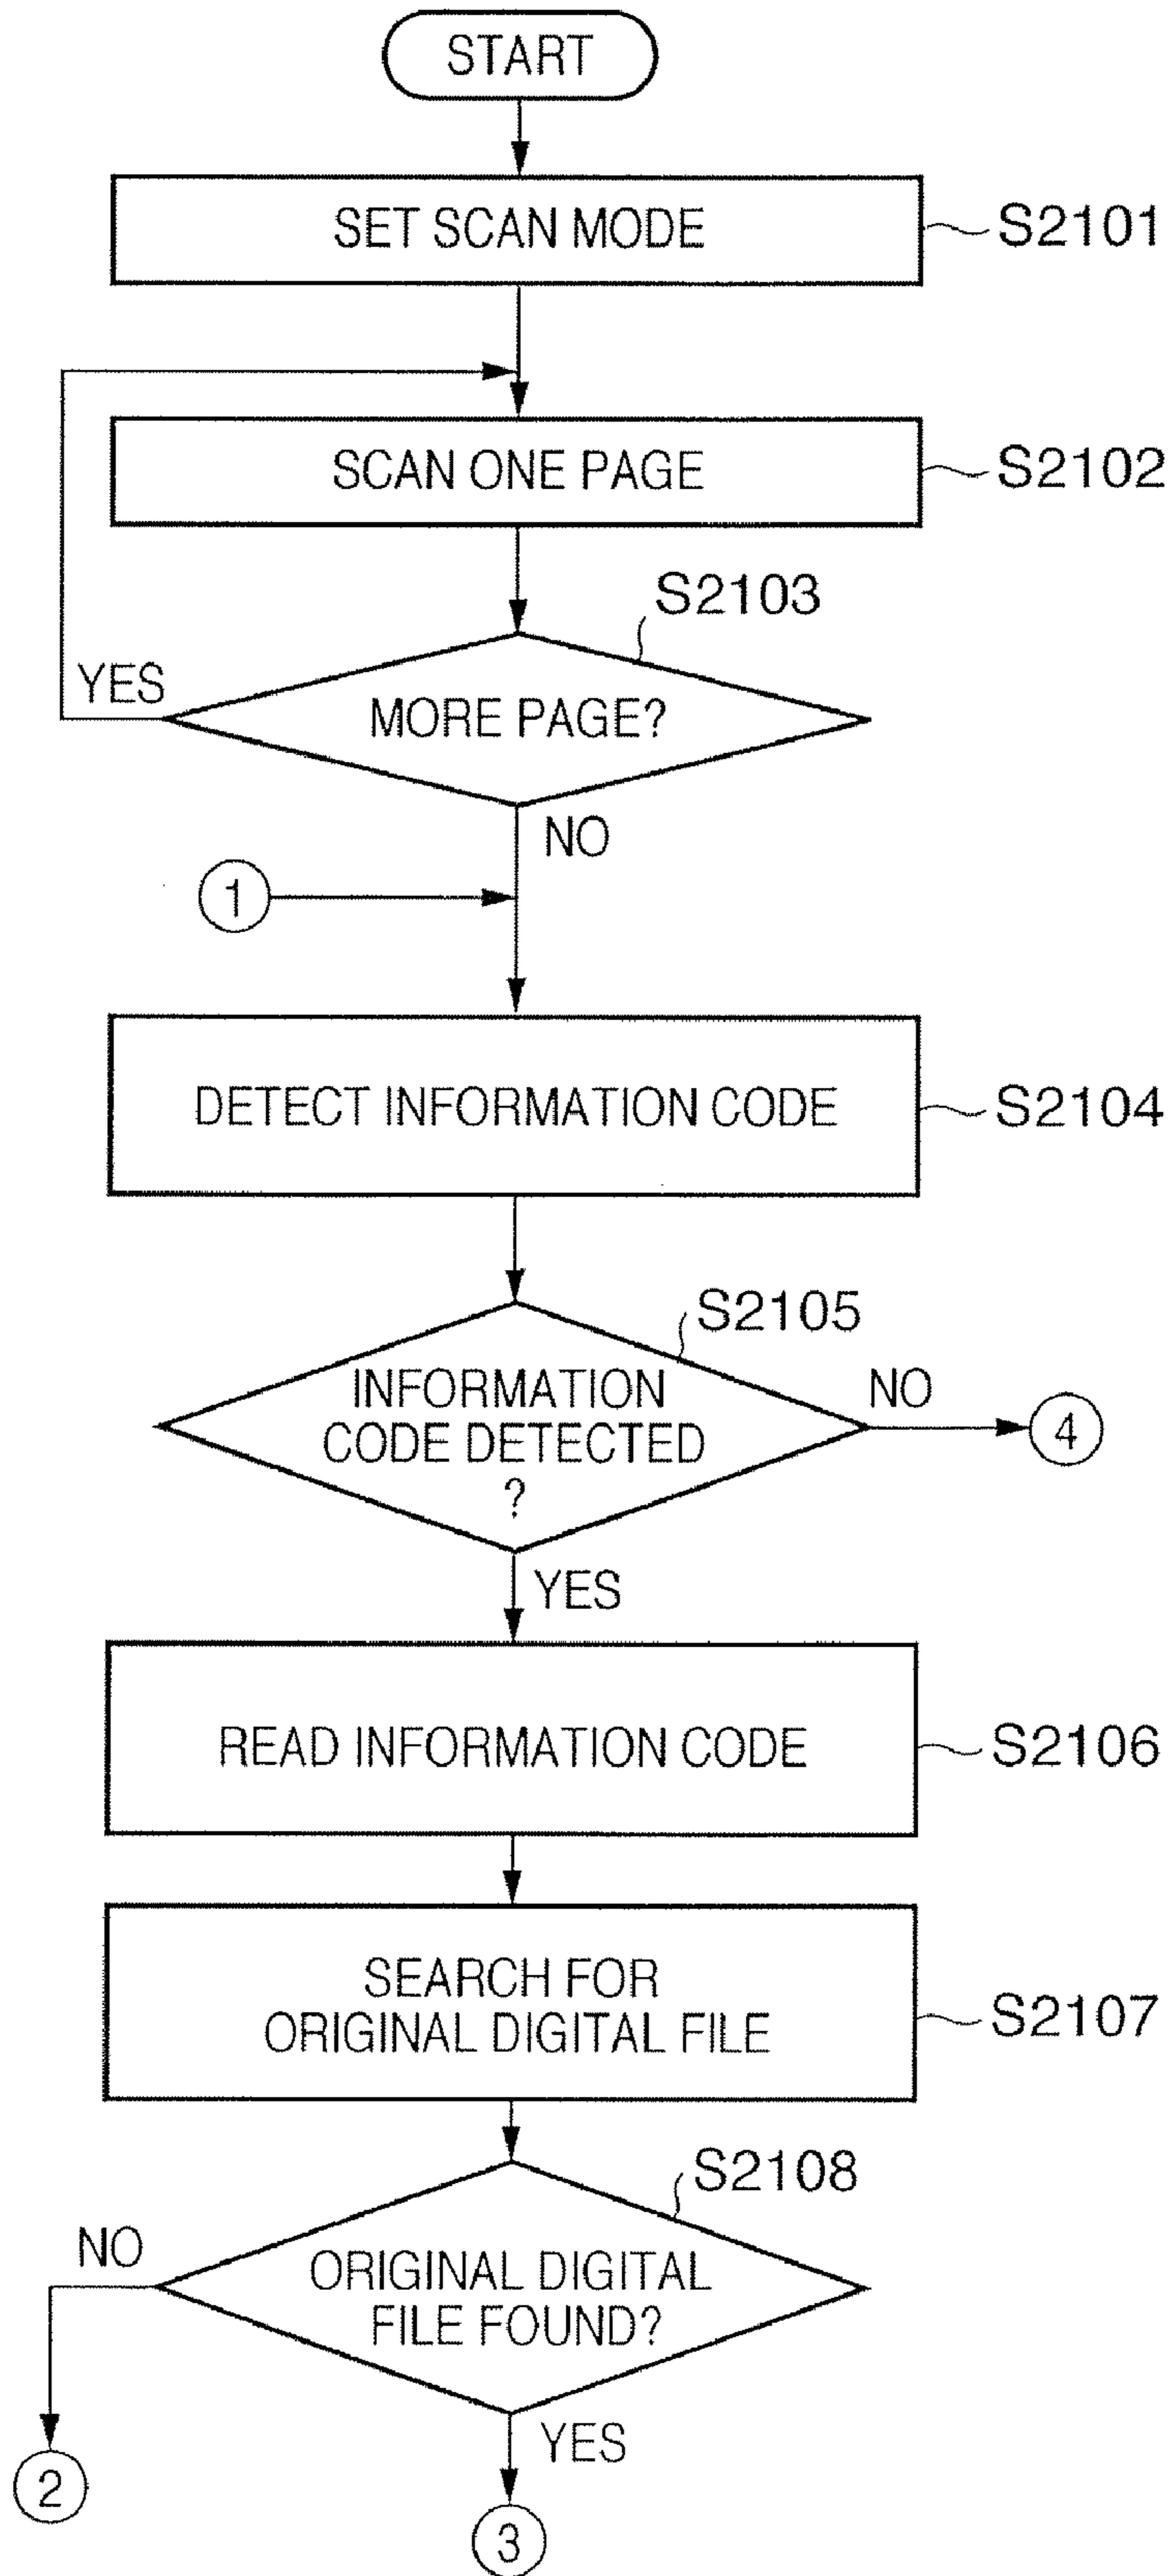 START
SET SCAN MODE
S2101
SCAN ONE PAGE
S2102
S2103
YES
MORE PAGE?
NO
1
DETECT INFORMATION CODE
S2104
S2105
INFORMATION
CODE DETECTED
?
NO
4
YES
READ INFORMATION CODE
S2106
SEARCH FOR
ORIGINAL DIGITAL FILE
S2107
S2108
NO
ORIGINAL DIGITAL
FILE FOUND?
YES
2
3